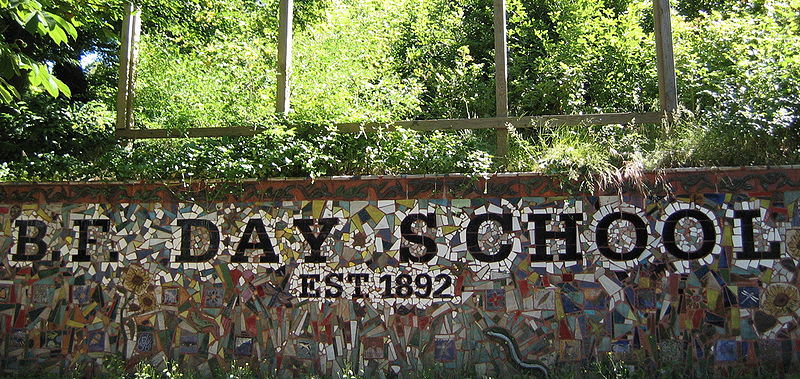 B.F. DAY SCHOOL
EST 1892